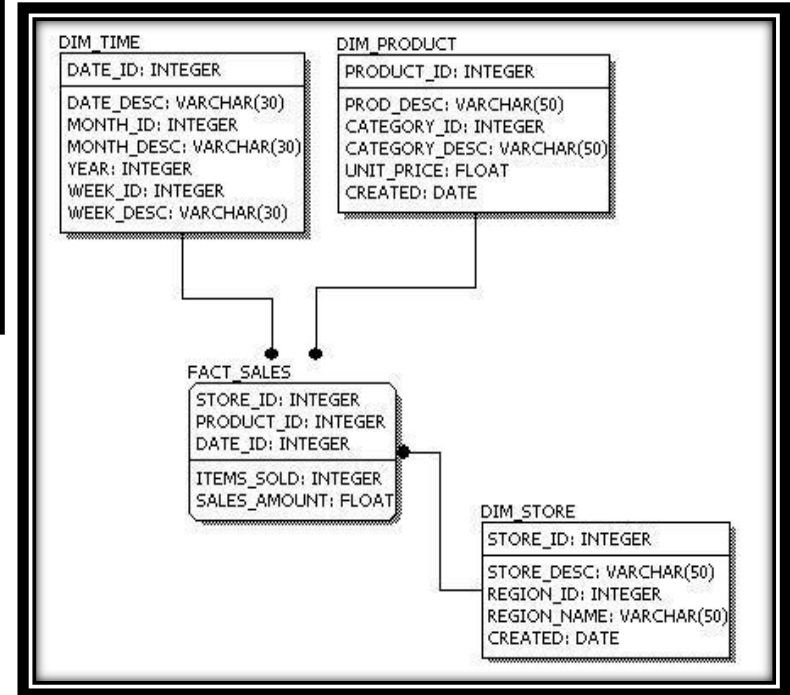 DIM_TIME
DATE_ID: INTEGER
DATE_DESC: VARCHAR(30)
MONTH_ID: INTEGER
MONTH_DESC: VARCHAR(30)
YEAR: INTEGER
WEEK_ID: INTEGER
WEEK_DESC: VARCHAR(30)
DIM_PRODUCT
PRODUCT_ID: INTEGER
PROD_DESC: VARCHAR(50)
CATEGORY_ID: INTEGER
CATEGORY_DESC: VARCHAR(50)
UNIT_PRICE: FLOAT
CREATED: DATE
FACT_SALES
STORE_ID: INTEGER
PRODUCT_ID: INTEGER
DATE_ID: INTEGER
ITEMS_SOLD: INTEGER
SALES_AMOUNT: FLOAT
DIM_STORE
STORE_ID: INTEGER
STORE_DESC: VARCHAR(50)
REGION_ID: INTEGER
REGION_NAME: VARCHAR(50)
CREATED: DATE